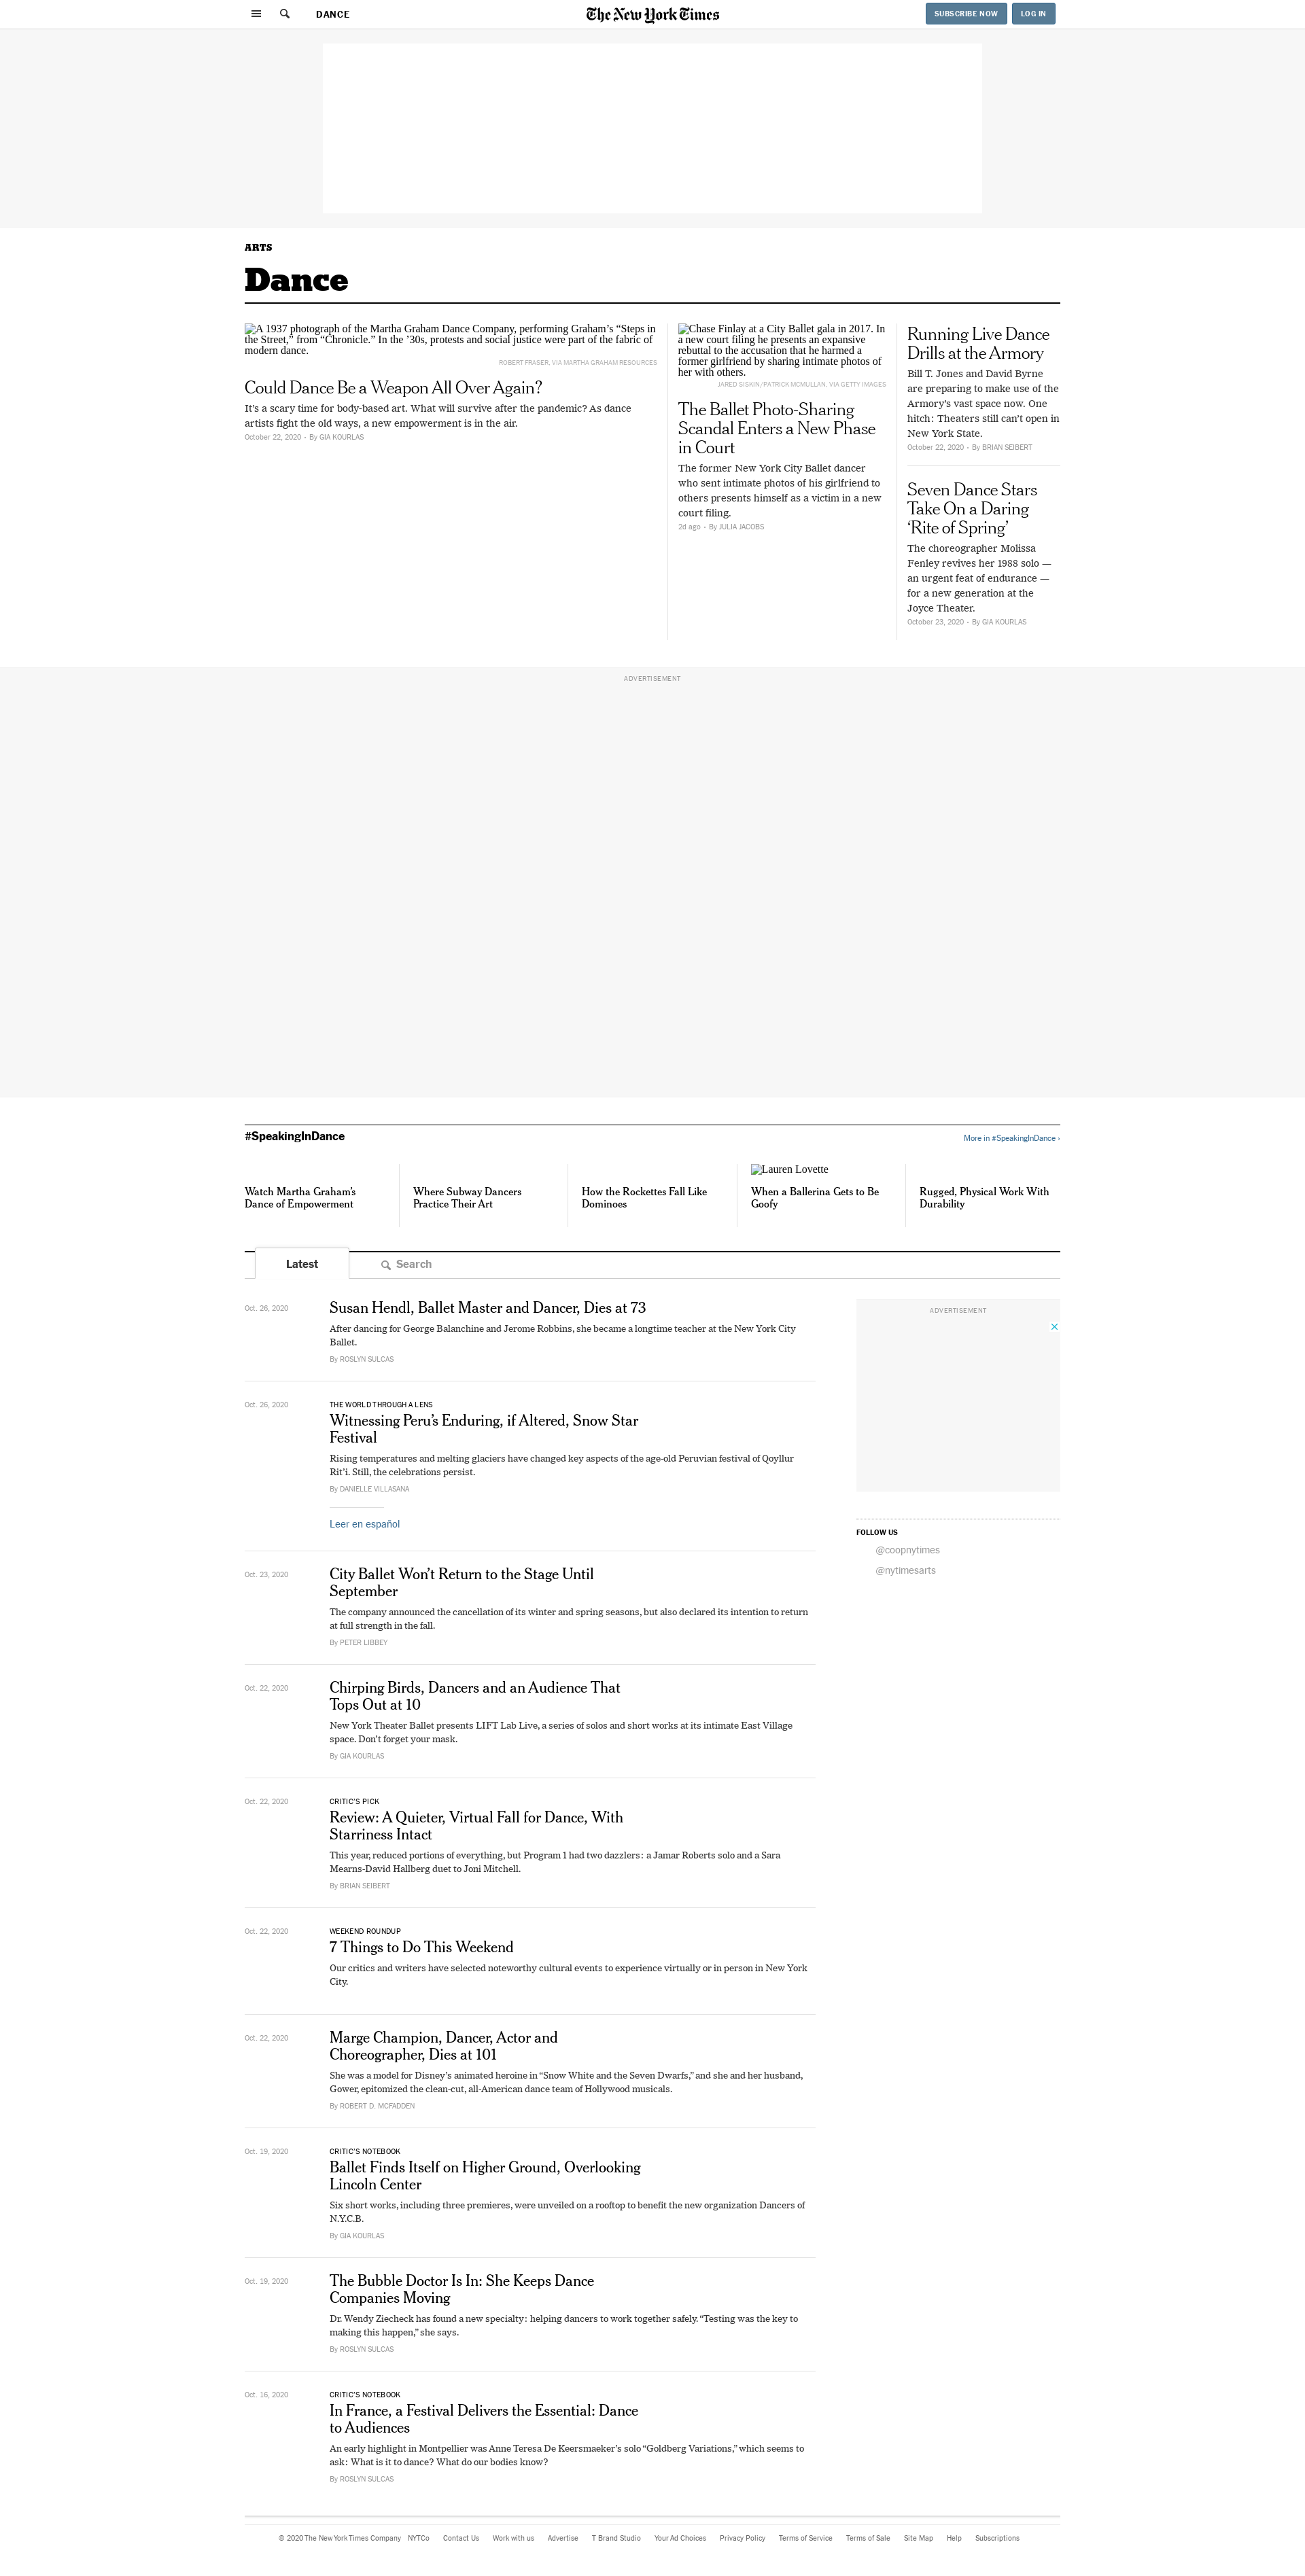 DANCE
The New York Times
SUBSCRIBE NOW
LOG IN
ARTS
Dance
A 1937 photograph of the Martha Graham Dance Company, performing Graham’s “Steps in
the Street,” from “Chronicle.” In the ’30s, protests and social justice were part of the fabric of
modern dance.
ROBERT FRASER, VIA MARTHA GRAHAM RESOURCES
Could Dance Be a Weapon All Over Again?
It’s a scary time for body-based art. What will survive after the pandemic? As dance
artists fight the old ways, a new empowerment is in the air.
October 22, 2020 • By GIA KOURLAS
Chase Finlay at a City Ballet gala in 2017. In
a new court filing he presents an expansive
rebuttal to the accusation that he harmed a
former girlfriend by sharing intimate photos of
her with others.
JARED SISKIN/PATRICK MCMULLAN, VIA GETTY IMAGES
The Ballet Photo-Sharing
Scandal Enters a New Phase
in Court
The former New York City Ballet dancer
who sent intimate photos of his girlfriend to
others presents himself as a victim in a new
court filing.
2d ago • By JULIA JACOBS
Running Live Dance
Drills at the Armory
Bill T. Jones and David Byrne
are preparing to make use of the
Armory’s vast space now. One
hitch: Theaters still can’t open in
New York State.
October 22, 2020 • By BRIAN SEIBERT
Seven Dance Stars
Take On a Daring
‘Rite of Spring’
The choreographer Molissa
Fenley revives her 1988 solo —
an urgent feat of endurance —
for a new generation at the
Joyce Theater.
October 23, 2020 • By GIA KOURLAS
ADVERTISEMENT
#SpeakingInDance
More in #SpeakingInDance ›
Watch Martha Graham’s
Dance of Empowerment
Where Subway Dancers
Practice Their Art
How the Rockettes Fall Like
Dominoes
Lauren Lovette
When a Ballerina Gets to Be
Goofy
Rugged, Physical Work With
Durability
Latest
Search
Oct. 26, 2020
Susan Hendl, Ballet Master and Dancer, Dies at 73
After dancing for George Balanchine and Jerome Robbins, she became a longtime teacher at the New York City
Ballet.
By ROSLYN SULCAS
ADVERTISEMENT
Oct. 26, 2020
THE WORLD THROUGH A LENS
Witnessing Peru’s Enduring, if Altered, Snow Star
Festival
Rising temperatures and melting glaciers have changed key aspects of the age-old Peruvian festival of Qoyllur
Rit’i. Still, the celebrations persist.
By DANIELLE VILLASANA
Leer en español
FOLLOW US
@coopnytimes
@nytimesarts
Oct. 23, 2020
City Ballet Won’t Return to the Stage Until
September
The company announced the cancellation of its winter and spring seasons, but also declared its intention to return
at full strength in the fall.
By PETER LIBBEY
Oct. 22, 2020
Chirping Birds, Dancers and an Audience That
Tops Out at 10
New York Theater Ballet presents LIFT Lab Live, a series of solos and short works at its intimate East Village
space. Don’t forget your mask.
By GIA KOURLAS
Oct. 22, 2020
CRITIC’S PICK
Review: A Quieter, Virtual Fall for Dance, With
Starriness Intact
This year, reduced portions of everything, but Program 1 had two dazzlers: a Jamar Roberts solo and a Sara
Mearns-David Hallberg duet to Joni Mitchell.
By BRIAN SEIBERT
Oct. 22, 2020
WEEKEND ROUNDUP
7 Things to Do This Weekend
Our critics and writers have selected noteworthy cultural events to experience virtually or in person in New York
City.
Oct. 22, 2020
Marge Champion, Dancer, Actor and
Choreographer, Dies at 101
She was a model for Disney’s animated heroine in “Snow White and the Seven Dwarfs,” and she and her husband,
Gower, epitomized the clean-cut, all-American dance team of Hollywood musicals.
By ROBERT D. MCFADDEN
Oct. 19, 2020
CRITIC’S NOTEBOOK
Ballet Finds Itself on Higher Ground, Overlooking
Lincoln Center
Six short works, including three premieres, were unveiled on a rooftop to benefit the new organization Dancers of
N.Y.C.B.
By GIA KOURLAS
Oct. 19, 2020
The Bubble Doctor Is In: She Keeps Dance
Companies Moving
Dr. Wendy Ziecheck has found a new specialty: helping dancers to work together safely. “Testing was the key to
making this happen,” she says.
By ROSLYN SULCAS
Oct. 16, 2020
CRITIC’S NOTEBOOK
In France, a Festival Delivers the Essential: Dance
to Audiences
An early highlight in Montpellier was Anne Teresa De Keersmaeker’s solo “Goldberg Variations,” which seems to
ask: What is it to dance? What do our bodies know?
By ROSLYN SULCAS
© 2020 The New York Times Company NYTCo Contact Us Work with us Advertise T Brand Studio Your Ad Choices Privacy Policy Terms of Service Terms of Sale Site Map Help Subscriptions